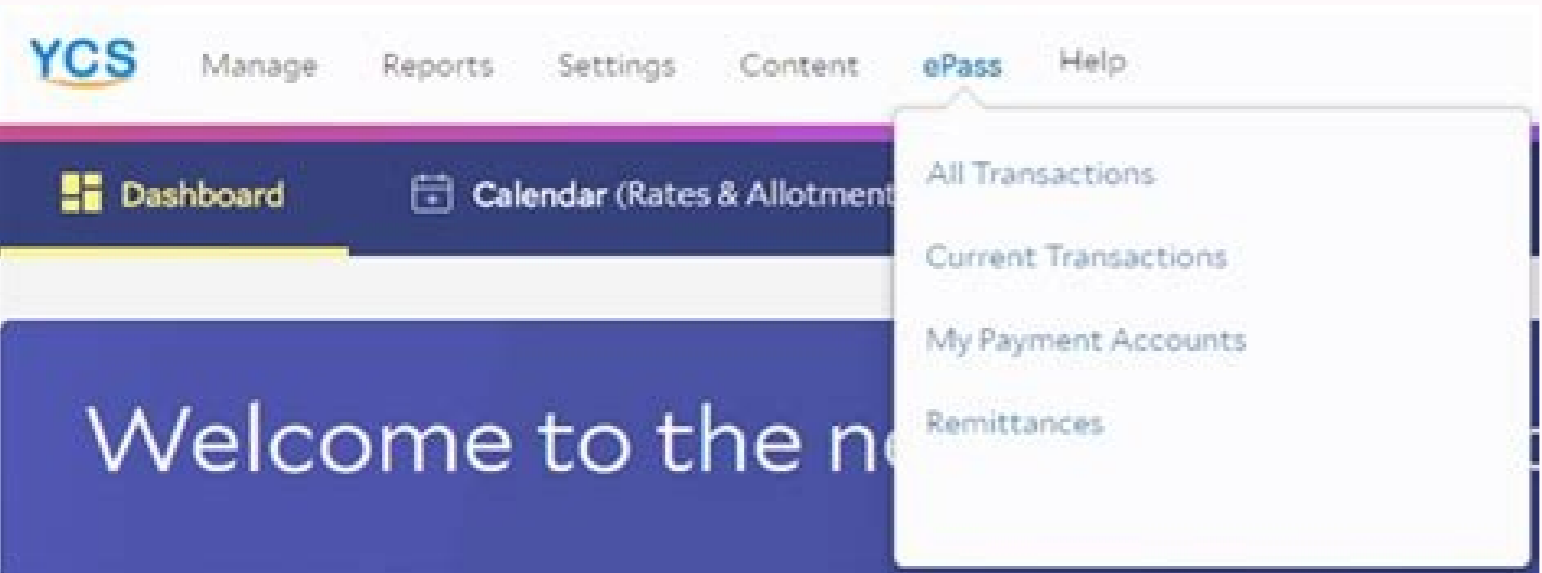 YCS Manage Reports Settings Content ePass Help
Dashboard Calendar (Rates & Allotment
All Transactions
Current Transactions
My Payment Accounts
Remittances
Welcome to the